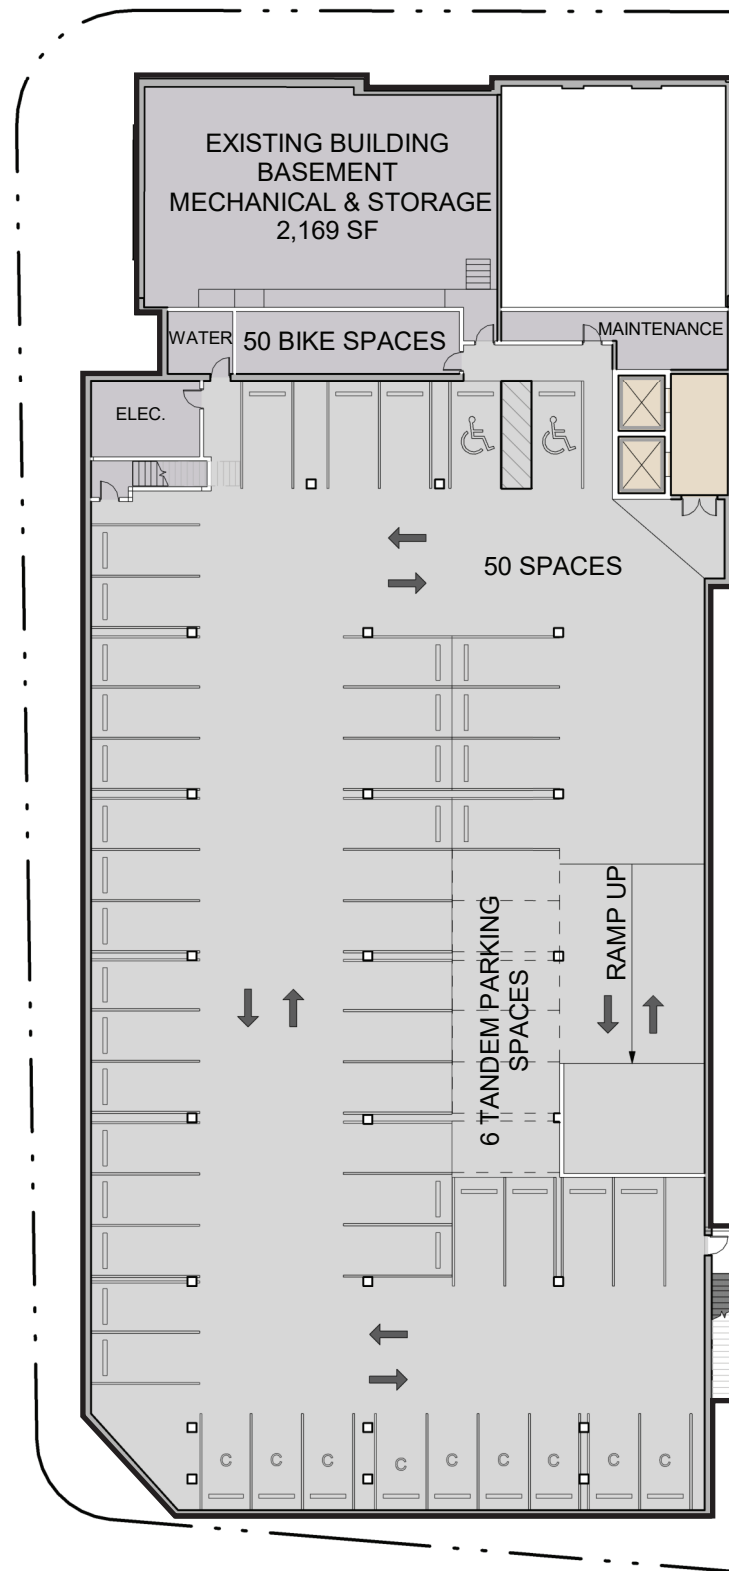 EXISTING BUILDING
BASEMENT
MECHANICAL & STORAGE
2,169 SF
WATER
50 BIKE SPACES
MAINTENANCE
ELEC.
50 SPACES
RAMP UP
6 TANDEM PARKING
SPACES
C
C
C
C
C
C
C
C
C